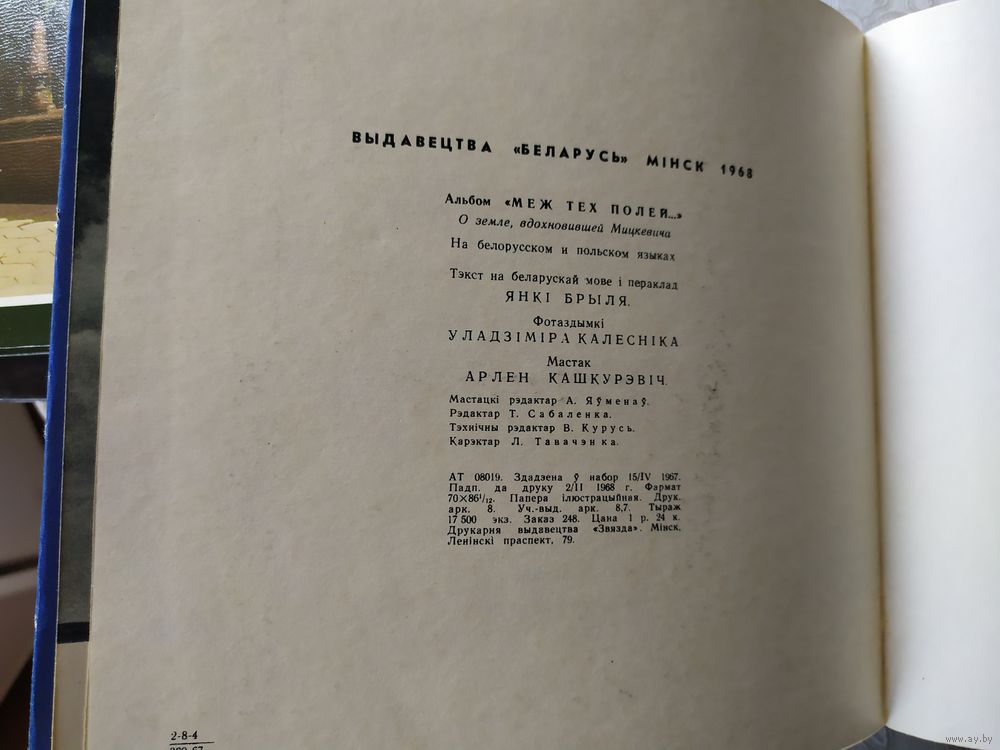 ВЫДАВЕЦТВА «БЕЛАРУСЬ» МІНСК 1968
Альбом «МЕЖ ТЕХ ПОЛЕЙ...»
О земле, вдохновившей Мицкевича
На белорусском и польском языках
Тэкст на беларускай мове і пераклад
ЯНКІ БРЫЛЯ.
Фотаздымкі
УЛАДЗІМІРА КАЛЕСНІКА
Мастак
АРЛЕН КАШКУРЭВІЧ.
Мастацкі рэдактар А. Яўменаў.
Рэдактар Т. Сабаленка.
Тэхнічны рэдактар В. Курусь.
Карэктар Л. Тавачэнка.
АТ 08019. Здадзена ў набор 15/IV 1967.
Падп. да друку 2/II 1968 г. Фармат
70×86¹/₁₂. Папера ілюстрацыйная. Друк.
арк. 8. Уч.-выд. арк. 8,7. Тыраж
17 500 экз. Заказ 248. Цана 1 р. 24 к.
Друкарня выдавецтва «Звязда». Мінск,
Ленінскі праспект, 79.
2-8-4
www.ay.by